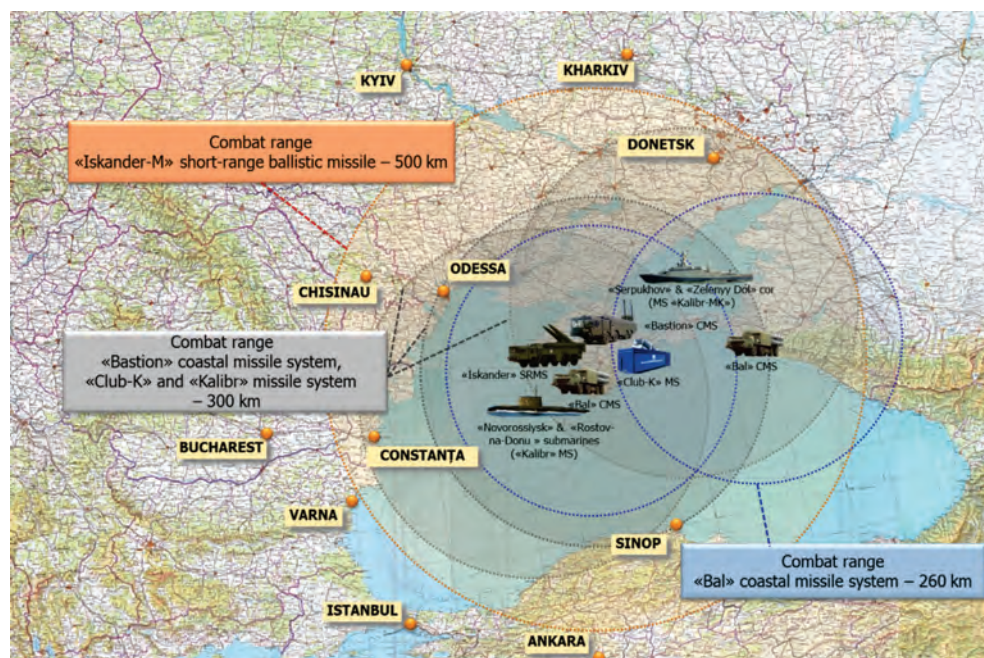 KYIV
KHARKIV
Combat range
«Iskander-M» short-range ballistic missile – 500 km
DONETSK
ODESSA
CHISINAU
«Serpukhov» & «Zelenyy Dol» cor
(MS «Kalibr-MK»)
«Bastion» CMS
Combat range
«Bastion» coastal missile system,
«Club-K» and «Kalibr» missile system
– 300 km
«Iskander» SRMS
«Club-K» MS
«Bal» CMS
«Bal» CMS
«Novorossiysk» & «Rostov-
na-Donu » submarines
(«Kalibr» MS)
BUCHAREST
CONSTANȚA
VARNA
SINOP
Combat range
«Bal» coastal missile system – 260 km
ISTANBUL
ANKARA